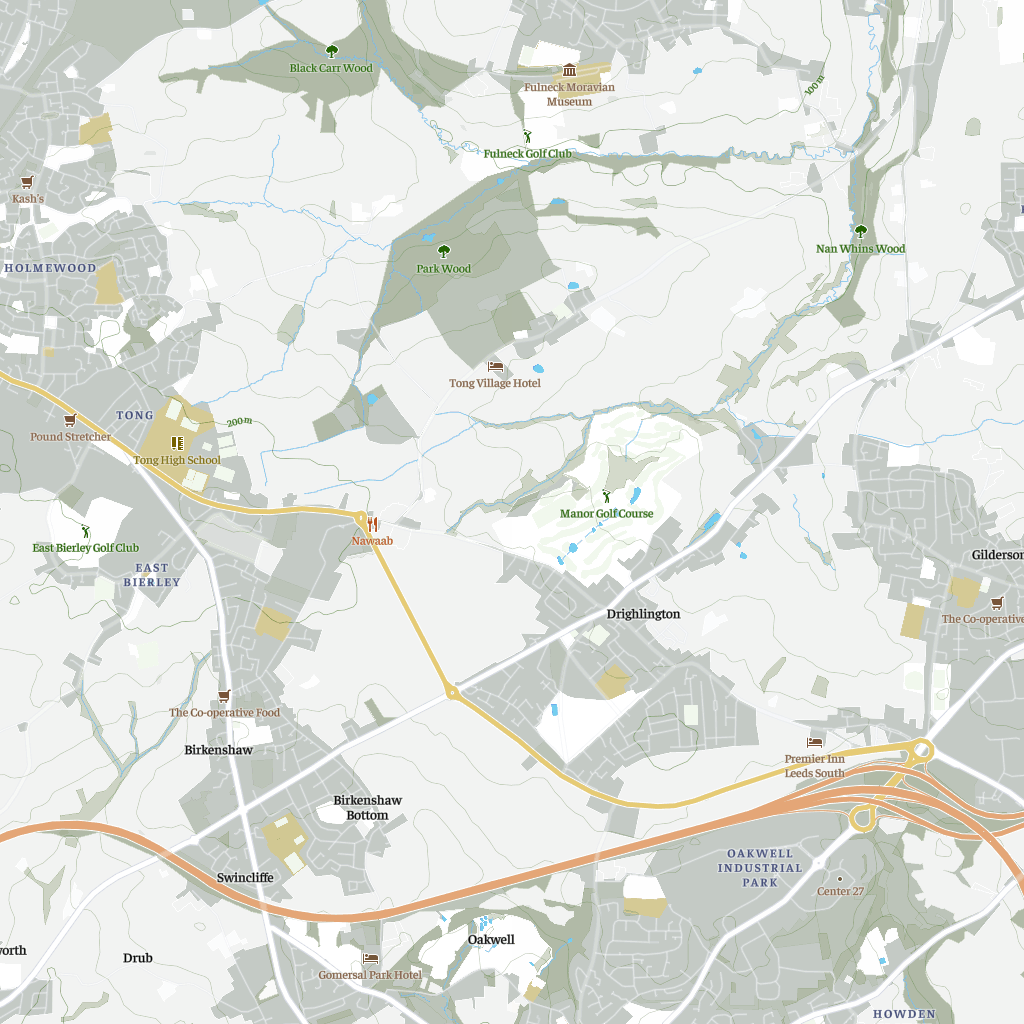 Black Carr Wood
Fulneck Moravian
Museum
100 m
Fulneck Golf Club
Kash's
Nan Whins Wood
HOLMEWOOD
Park Wood
Tong Village Hotel
TONG
200 m
Pound Stretcher
Tong High School
Manor Golf Course
Nawaab
East Bierley Golf Club
Gilderson
EAST
BIERLEY
The Co-operative
Drighlington
The Co-operative Food
Birkenshaw
Premier Inn
Leeds South
Birkenshaw
Bottom
OAKWELL
INDUSTRIAL
PARK
Swincliffe
Center 27
Oakwell
orth
Drub
Gomersal Park Hotel
HOWDEN